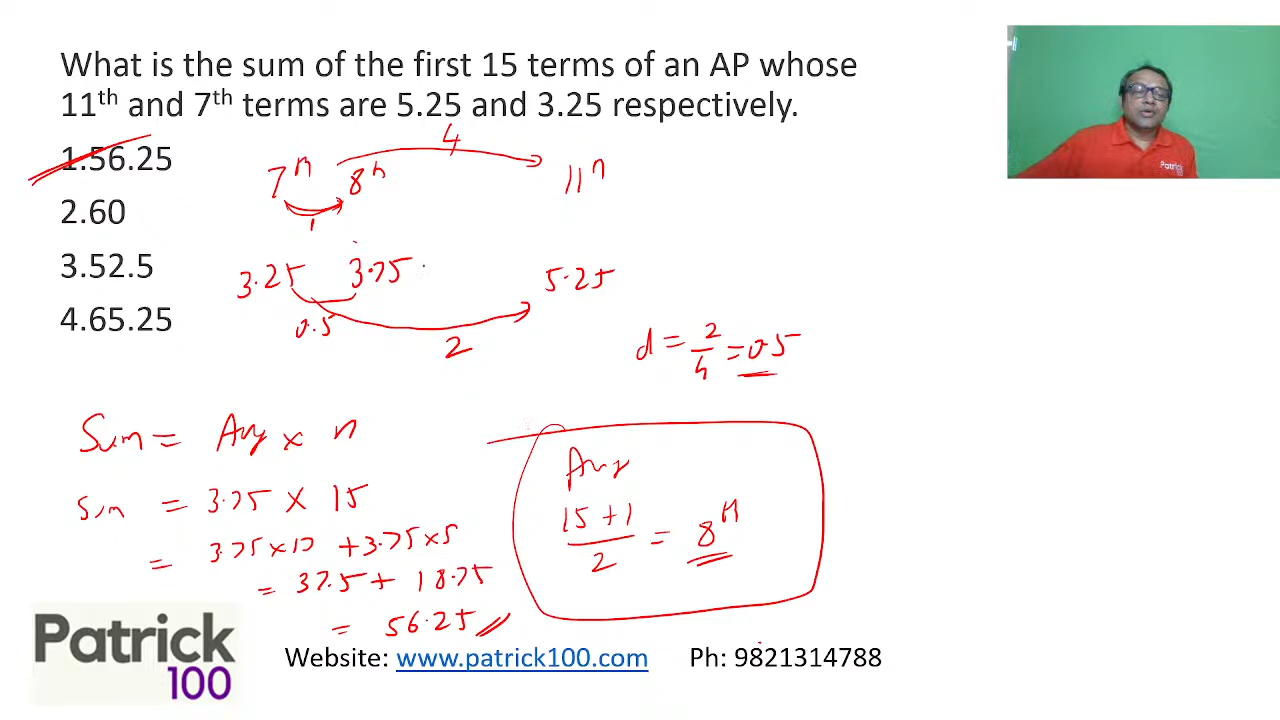 What is the sum of the first 15 terms of an AP whose
11th and 7th terms are 5.25 and 3.25 respectively.
1.56.25
2.60
3.52.5
4.65.25
4
7th 8th 11th
1
3.25 3.75 5.25
0.5
2
d = 2/4 = 0.5
Sum = Avg × n
Sum = 3.75 × 15
= 3.75×10 + 3.75×5
= 37.5 + 18.75
= 56.25
Avg
15+1/2 = 8th
Patrick
100
Website: www.patrick100.com Ph: 9821314788
Patrick
100